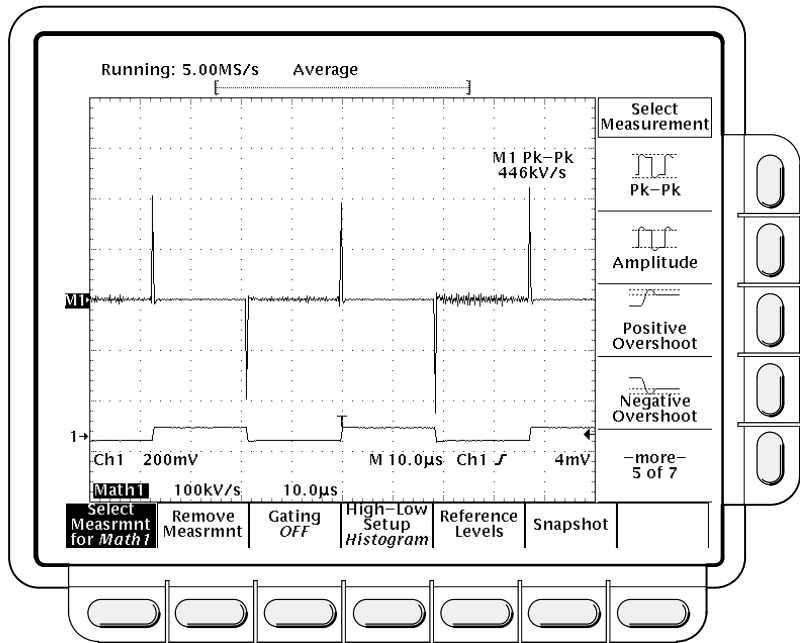 Running: 5.00MS/s Average
Select
Measurement
M1 Pk–Pk
446kV/s
Pk–Pk
Amplitude
M1
Positive
Overshoot
Negative
Overshoot
T
1
Ch1 200mV M 10.0µs Ch1 4mV
–more–
5 of 7
Math1 100kV/s 10.0µs
Select
Measrmnt
for Math1
Remove
Measrmnt
Gating
OFF
High–Low
Setup
Histogram
Reference
Levels
Snapshot